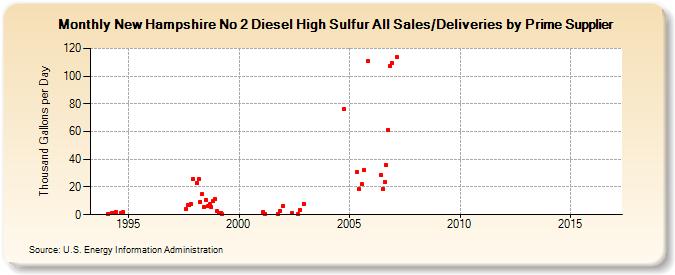 Monthly New Hampshire No 2 Diesel High Sulfur All Sales/Deliveries by Prime Supplier
Thousand Gallons per Day
120
100
80
60
40
20
0
1995 2000 2005 2010 2015
Source: U.S. Energy Information Administration